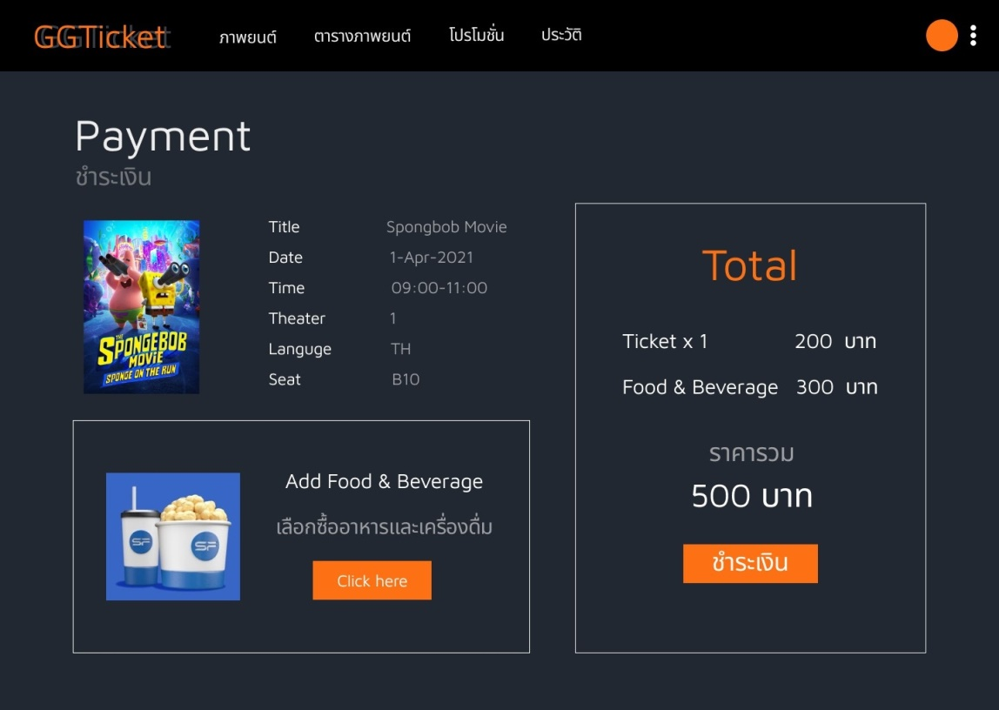 GGTicket
ภาพยนต์ ตารางภาพยนต์ โปรโมชั่น ประวัติ
Payment
ชำระเงิน
THE
SPONGEBOB
MOVIE
SPONGE ON THE RUN
Title Spongbob Movie
Date 1-Apr-2021
Time 09:00-11:00
Theater 1
Languge TH
Seat B10
SF SF
Add Food & Beverage
เลือกซื้ออาหารและเครื่องดื่ม
Click here
Total
Ticket x 1 200 บาท
Food & Beverage 300 บาท
ราคารวม
500 บาท
ชำระเงิน